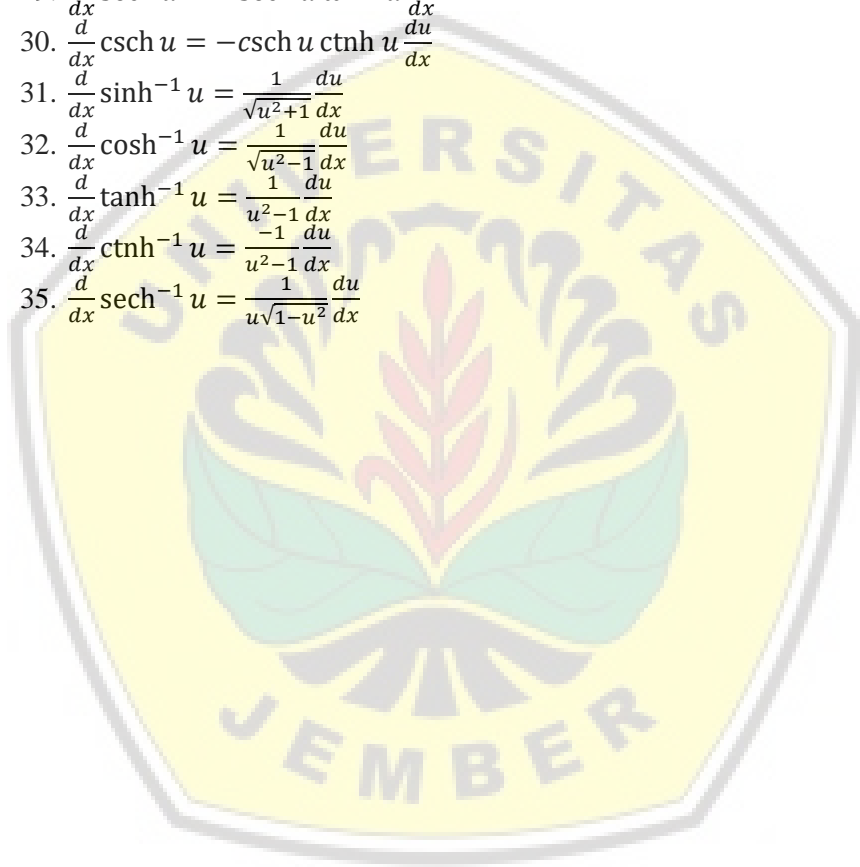 dx dx
30. d/dx csch u = −csch u ctnh u du/dx
31. d/dx sinh⁻¹ u = 1/√(u²+1) du/dx
32. d/dx cosh⁻¹ u = 1/√(u²−1) du/dx
33. d/dx tanh⁻¹ u = 1/(u²−1) du/dx
34. d/dx ctnh⁻¹ u = −1/(u²−1) du/dx
35. d/dx sech⁻¹ u = 1/(u√(1−u²)) du/dx
UNIVERSITAS
JEMBER